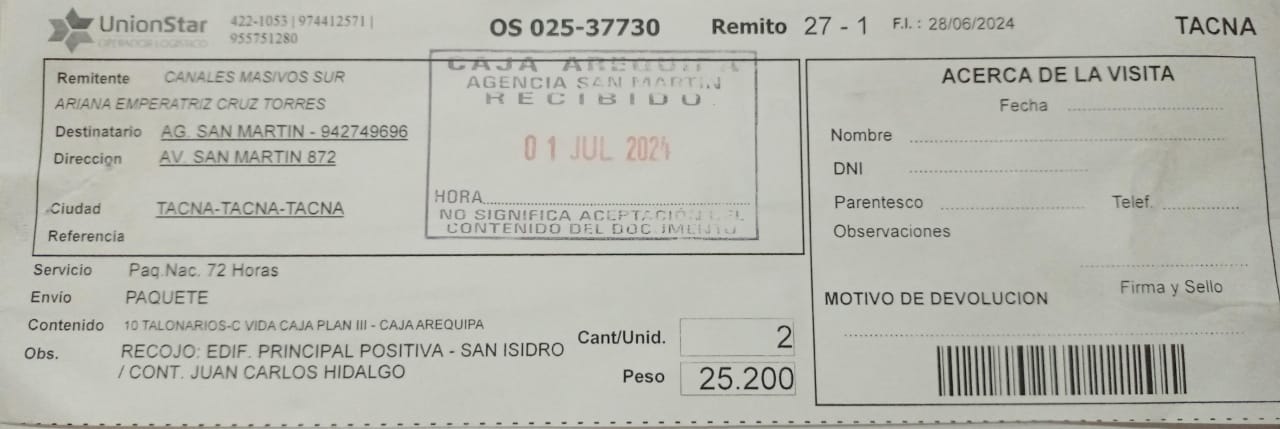 UnionStar
OPERADOR LOGISTICO
422-1053 | 974412571 |
955751280
OS 025-37730
Remito 27 - 1
F.I. : 28/06/2024
TACNA
Remitente CANALES MASIVOS SUR
ARIANA EMPERATRIZ CRUZ TORRES
Destinatario AG. SAN MARTIN - 942749696
Direccion AV. SAN MARTIN 872
Ciudad TACNA-TACNA-TACNA
Referencia
CAJA AREQUIPA
AGENCIA SAN MARTIN
RECIBIDO
01 JUL 2024
HORA
NO SIGNIFICA ACEPTACIÓN DEL
CONTENIDO DEL DOCUMENTO
ACERCA DE LA VISITA
Fecha
Nombre
DNI
Parentesco Telef.
Observaciones
Firma y Sello
MOTIVO DE DEVOLUCION
Servicio Paq.Nac. 72 Horas
Envío PAQUETE
Contenido 10 TALONARIOS-C VIDA CAJA PLAN III - CAJA AREQUIPA
Obs. RECOJO: EDIF. PRINCIPAL POSITIVA - SAN ISIDRO
/ CONT. JUAN CARLOS HIDALGO
Cant/Unid. 2
Peso 25.200